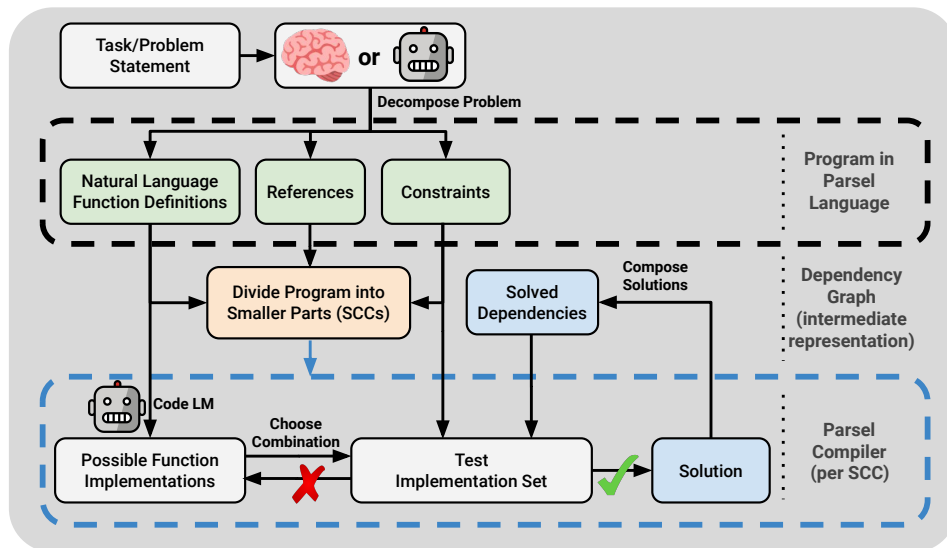 Task/Problem
Statement
or
Decompose Problem
Natural Language
Function Definitions
References
Constraints
Program in
Parsel
Language
Divide Program into
Smaller Parts (SCCs)
Solved
Dependencies
Compose
Solutions
Dependency
Graph
(intermediate
representation)
Code LM
Choose
Combination
Possible Function
Implementations
Test
Implementation Set
Solution
Parsel
Compiler
(per SCC)